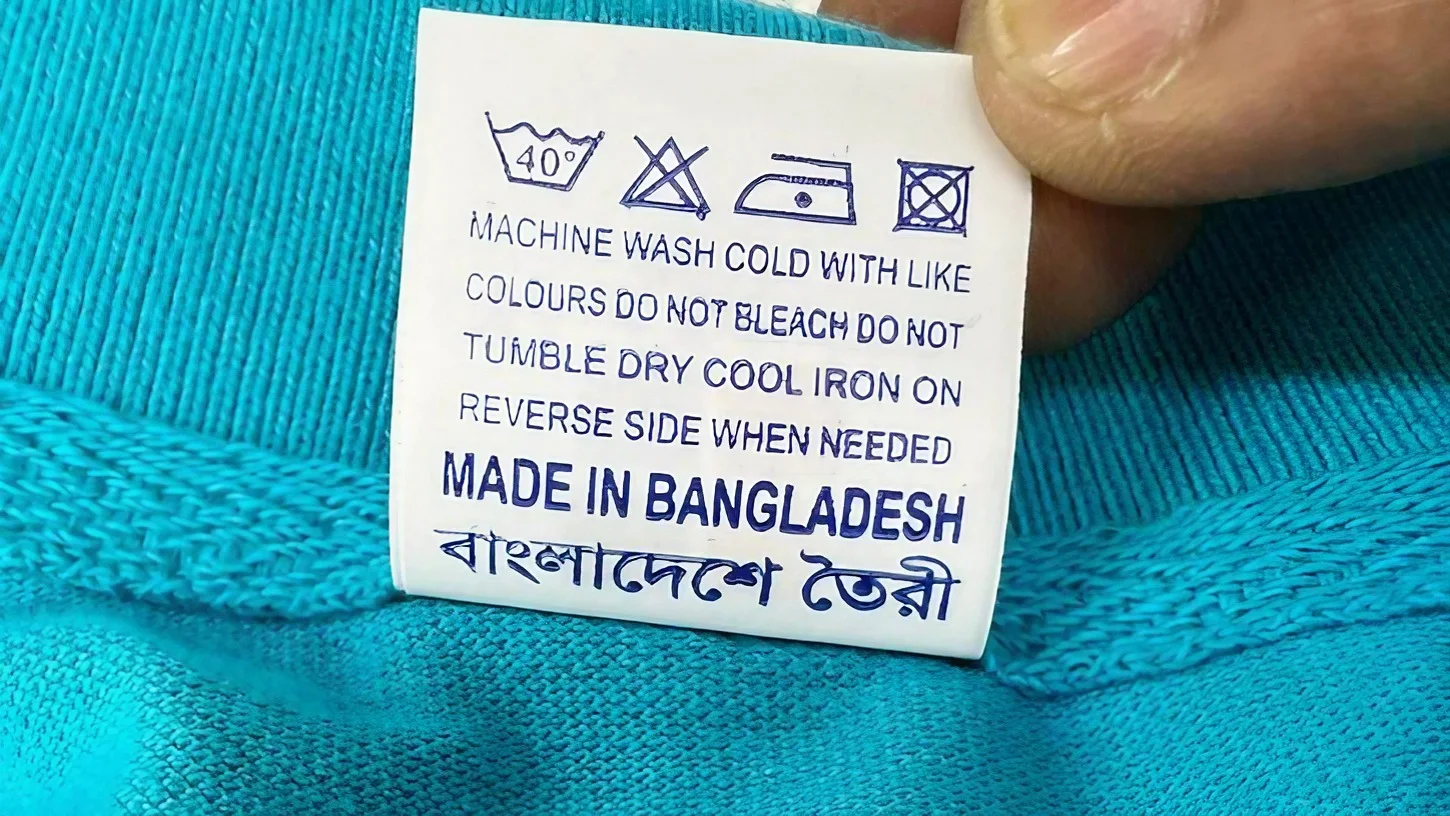 40°
MACHINE WASH COLD WITH LIKE
COLOURS DO NOT BLEACH DO NOT
TUMBLE DRY COOL IRON ON
REVERSE SIDE WHEN NEEDED
MADE IN BANGLADESH
বাংলাদেশে তৈরী